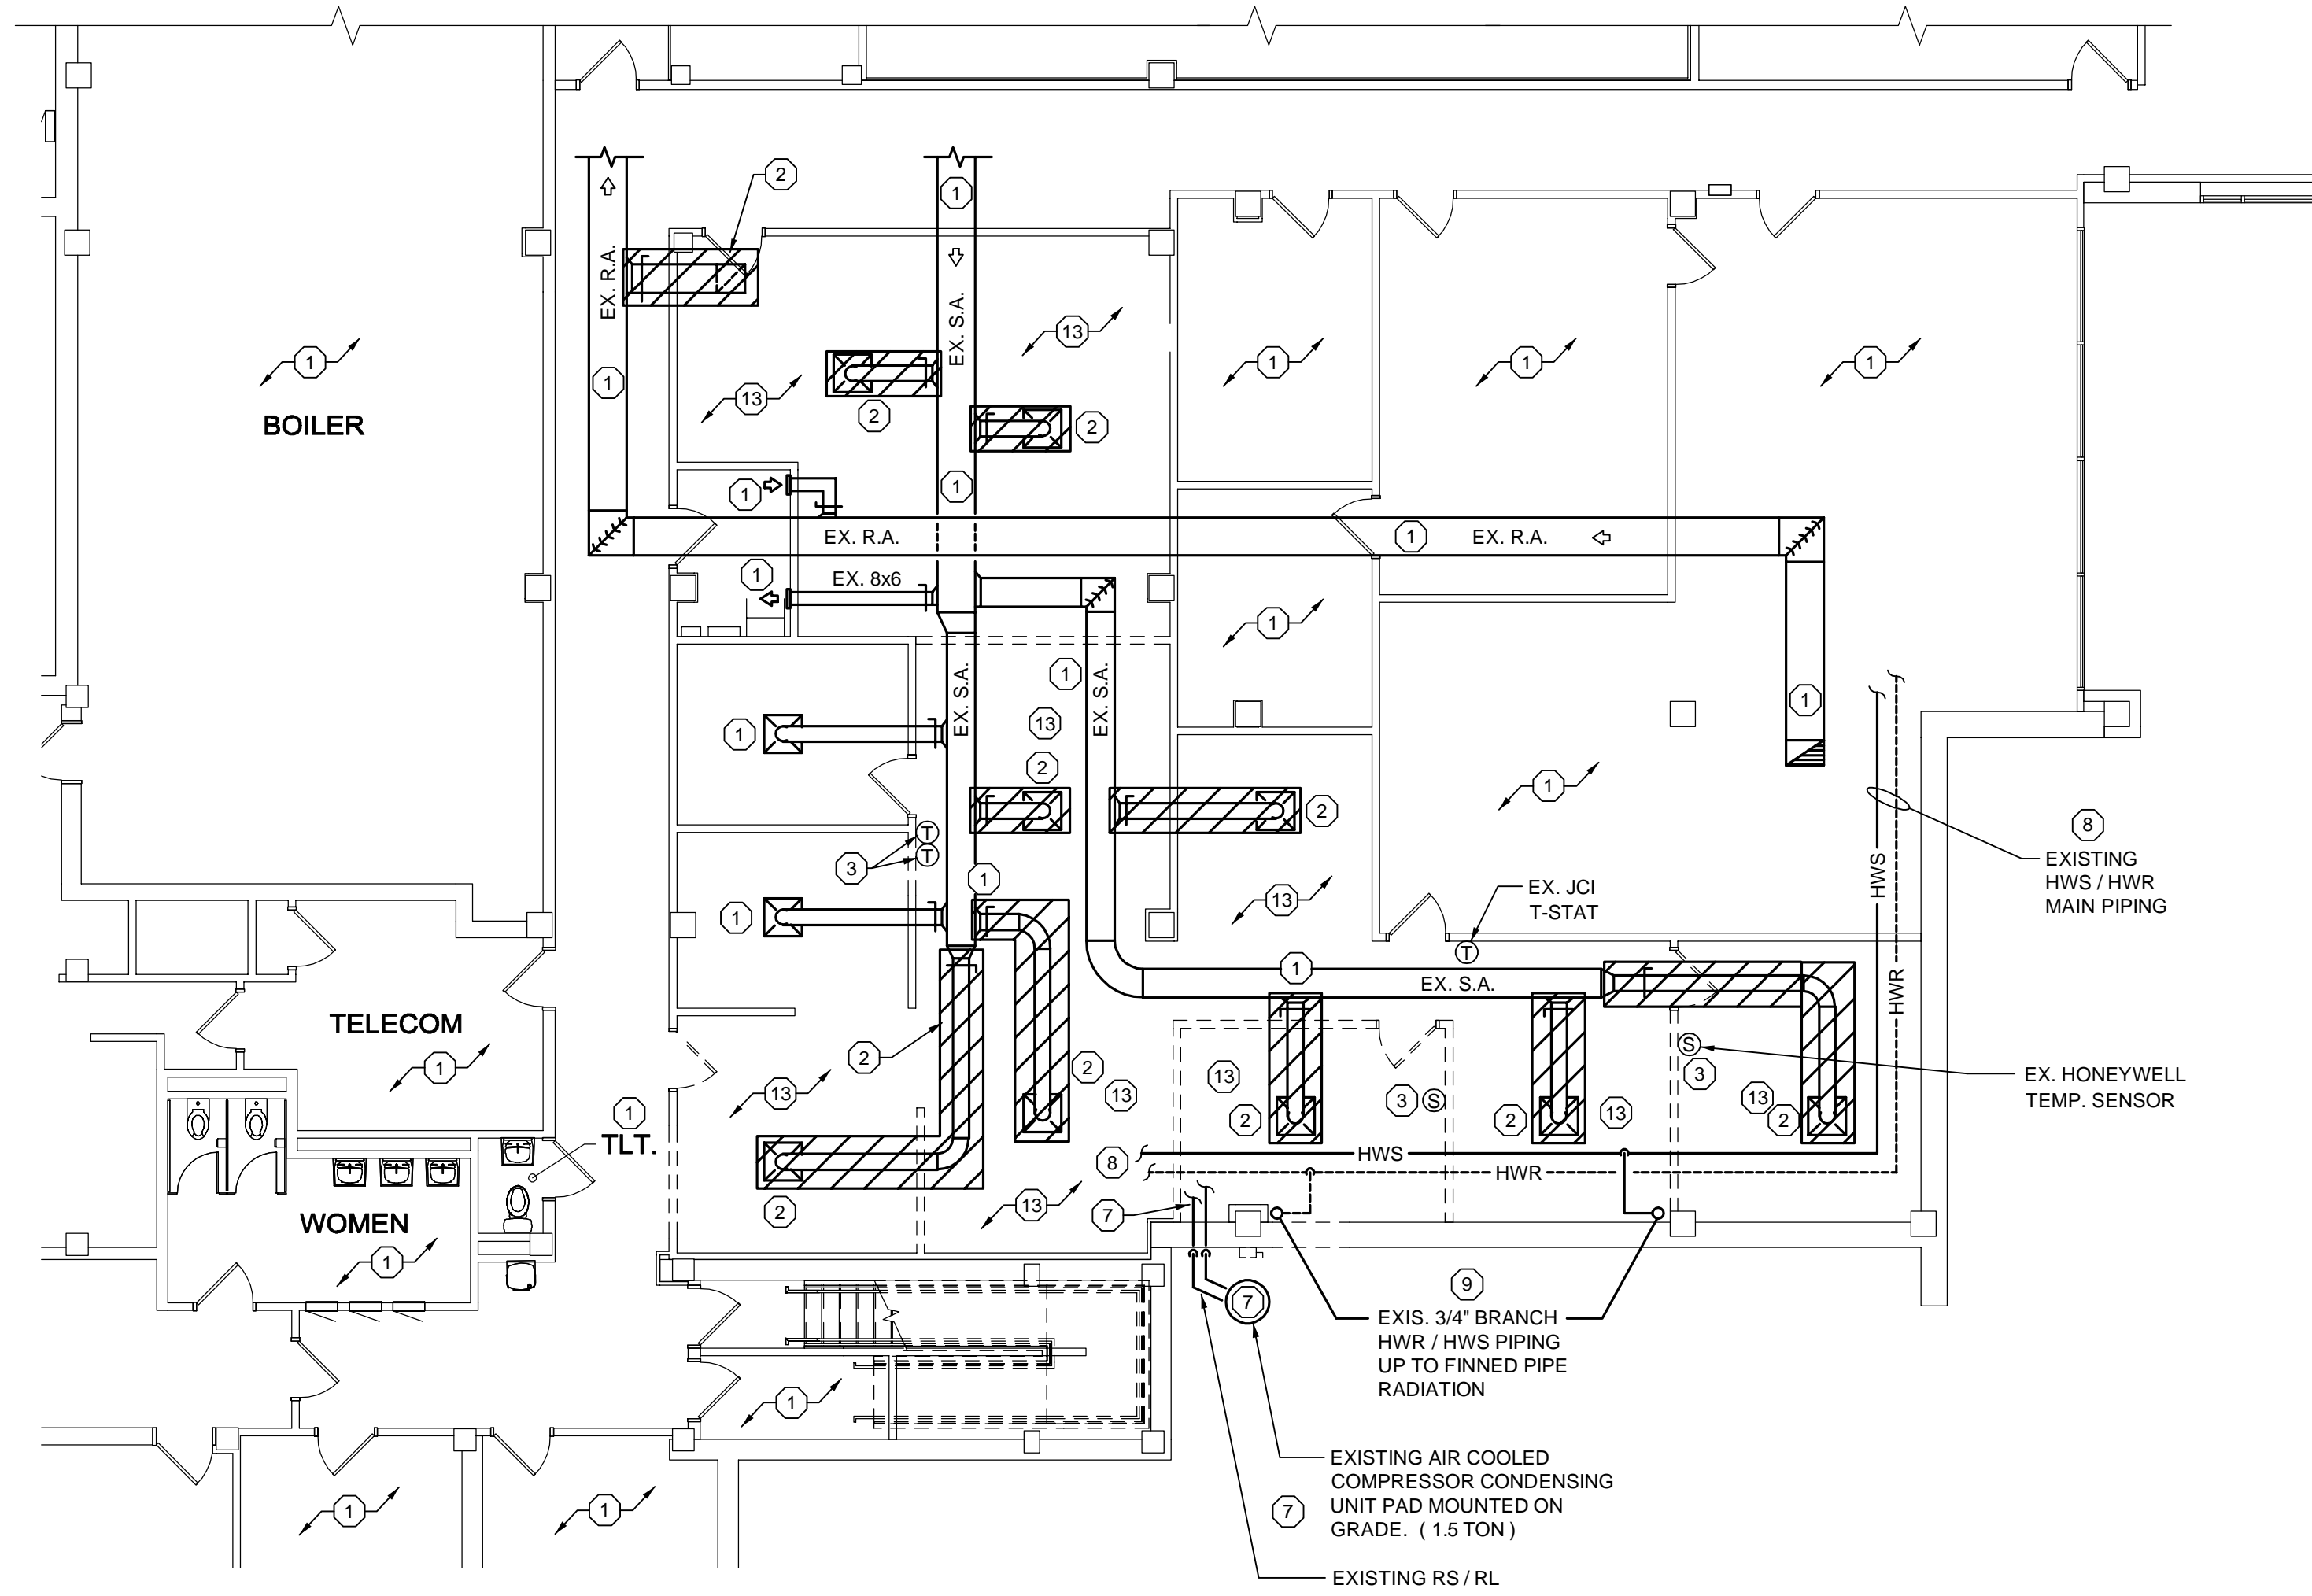 2
1
EX. R.A.
EX. S.A.
13
1
1
1
1
1
13
2
2
BOILER
1
1
EX. R.A.
1
EX. R.A.
1
EX. 8x6
1
1
EX. S.A.
EX. S.A.
1
13
1
2
1
2
8
EXISTING
HWS / HWR
MAIN PIPING
T
T
3
1
1
13
HWS
EX. JCI
T-STAT
T
1
EX. S.A.
HWR
TELECOM
1
2
2
13
13
13
S
3
EX. HONEYWELL
TEMP. SENSOR
3
S
2
2
13
13
2
1
TLT.
8
HWS
HWR
2
13
7
WOMEN
1
7
9
EXIS. 3/4" BRANCH
HWR / HWS PIPING
UP TO FINNED PIPE
RADIATION
1
EXISTING AIR COOLED
COMPRESSOR CONDENSING
7
UNIT PAD MOUNTED ON
GRADE. ( 1.5 TON )
1
1
EXISTING RS / RL